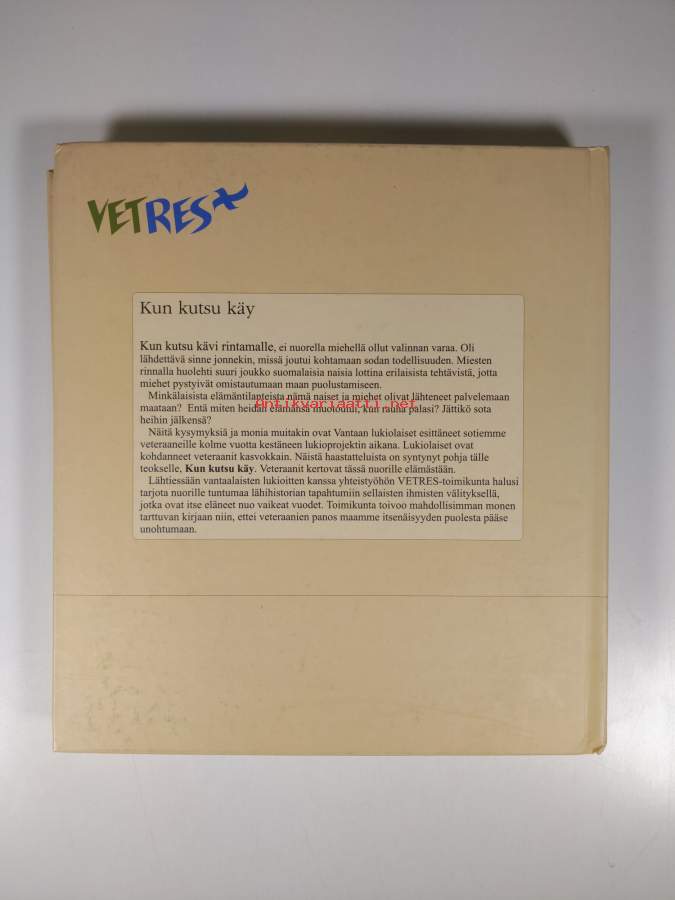 VETRES
Kun kutsu käy
Kun kutsu kävi rintamalle, ei nuorella miehellä ollut valinnan varaa. Oli
lähdettävä sinne jonnekin, missä joutui kohtamaan sodan todellisuuden. Miesten
rinnalla huolehti suuri joukko suomalaisia naisia lottina erilaisista tehtävistä, jotta
miehet pystyivät omistautumaan maan puolustamiseen.
Minkälaisista elämäntilanteista nämä naiset ja miehet olivat lähteneet palvelemaan
antikvariaatti.net
maataan? Entä miten heidän elämänsä muotoutui, kun rauha palasi? Jättikö sota
heihin jälkensä?
Näitä kysymyksiä ja monia muitakin ovat Vantaan lukiolaiset esittäneet sotiemme
veteraaneille kolme vuotta kestäneen lukioprojektin aikana. Lukiolaiset ovat
kohdanneet veteraanit kasvokkain. Näistä haastatteluista on syntynyt pohja tälle
teokselle, Kun kutsu käy. Veteraanit kertovat tässä nuorille elämästään.
Lähtiessään vantaalaisten lukioitten kanssa yhteistyöhön VETRES-toimikunta halusi
tarjota nuorille tuntumaa lähihistorian tapahtumiin sellaisten ihmisten välityksellä,
jotka ovat itse eläneet nuo vaikeat vuodet. Toimikunta toivoo mahdollisimman monen
tarttuvan kirjaan niin, ettei veteraanien panos maamme itsenäisyyden puolesta pääse
unohtumaan.